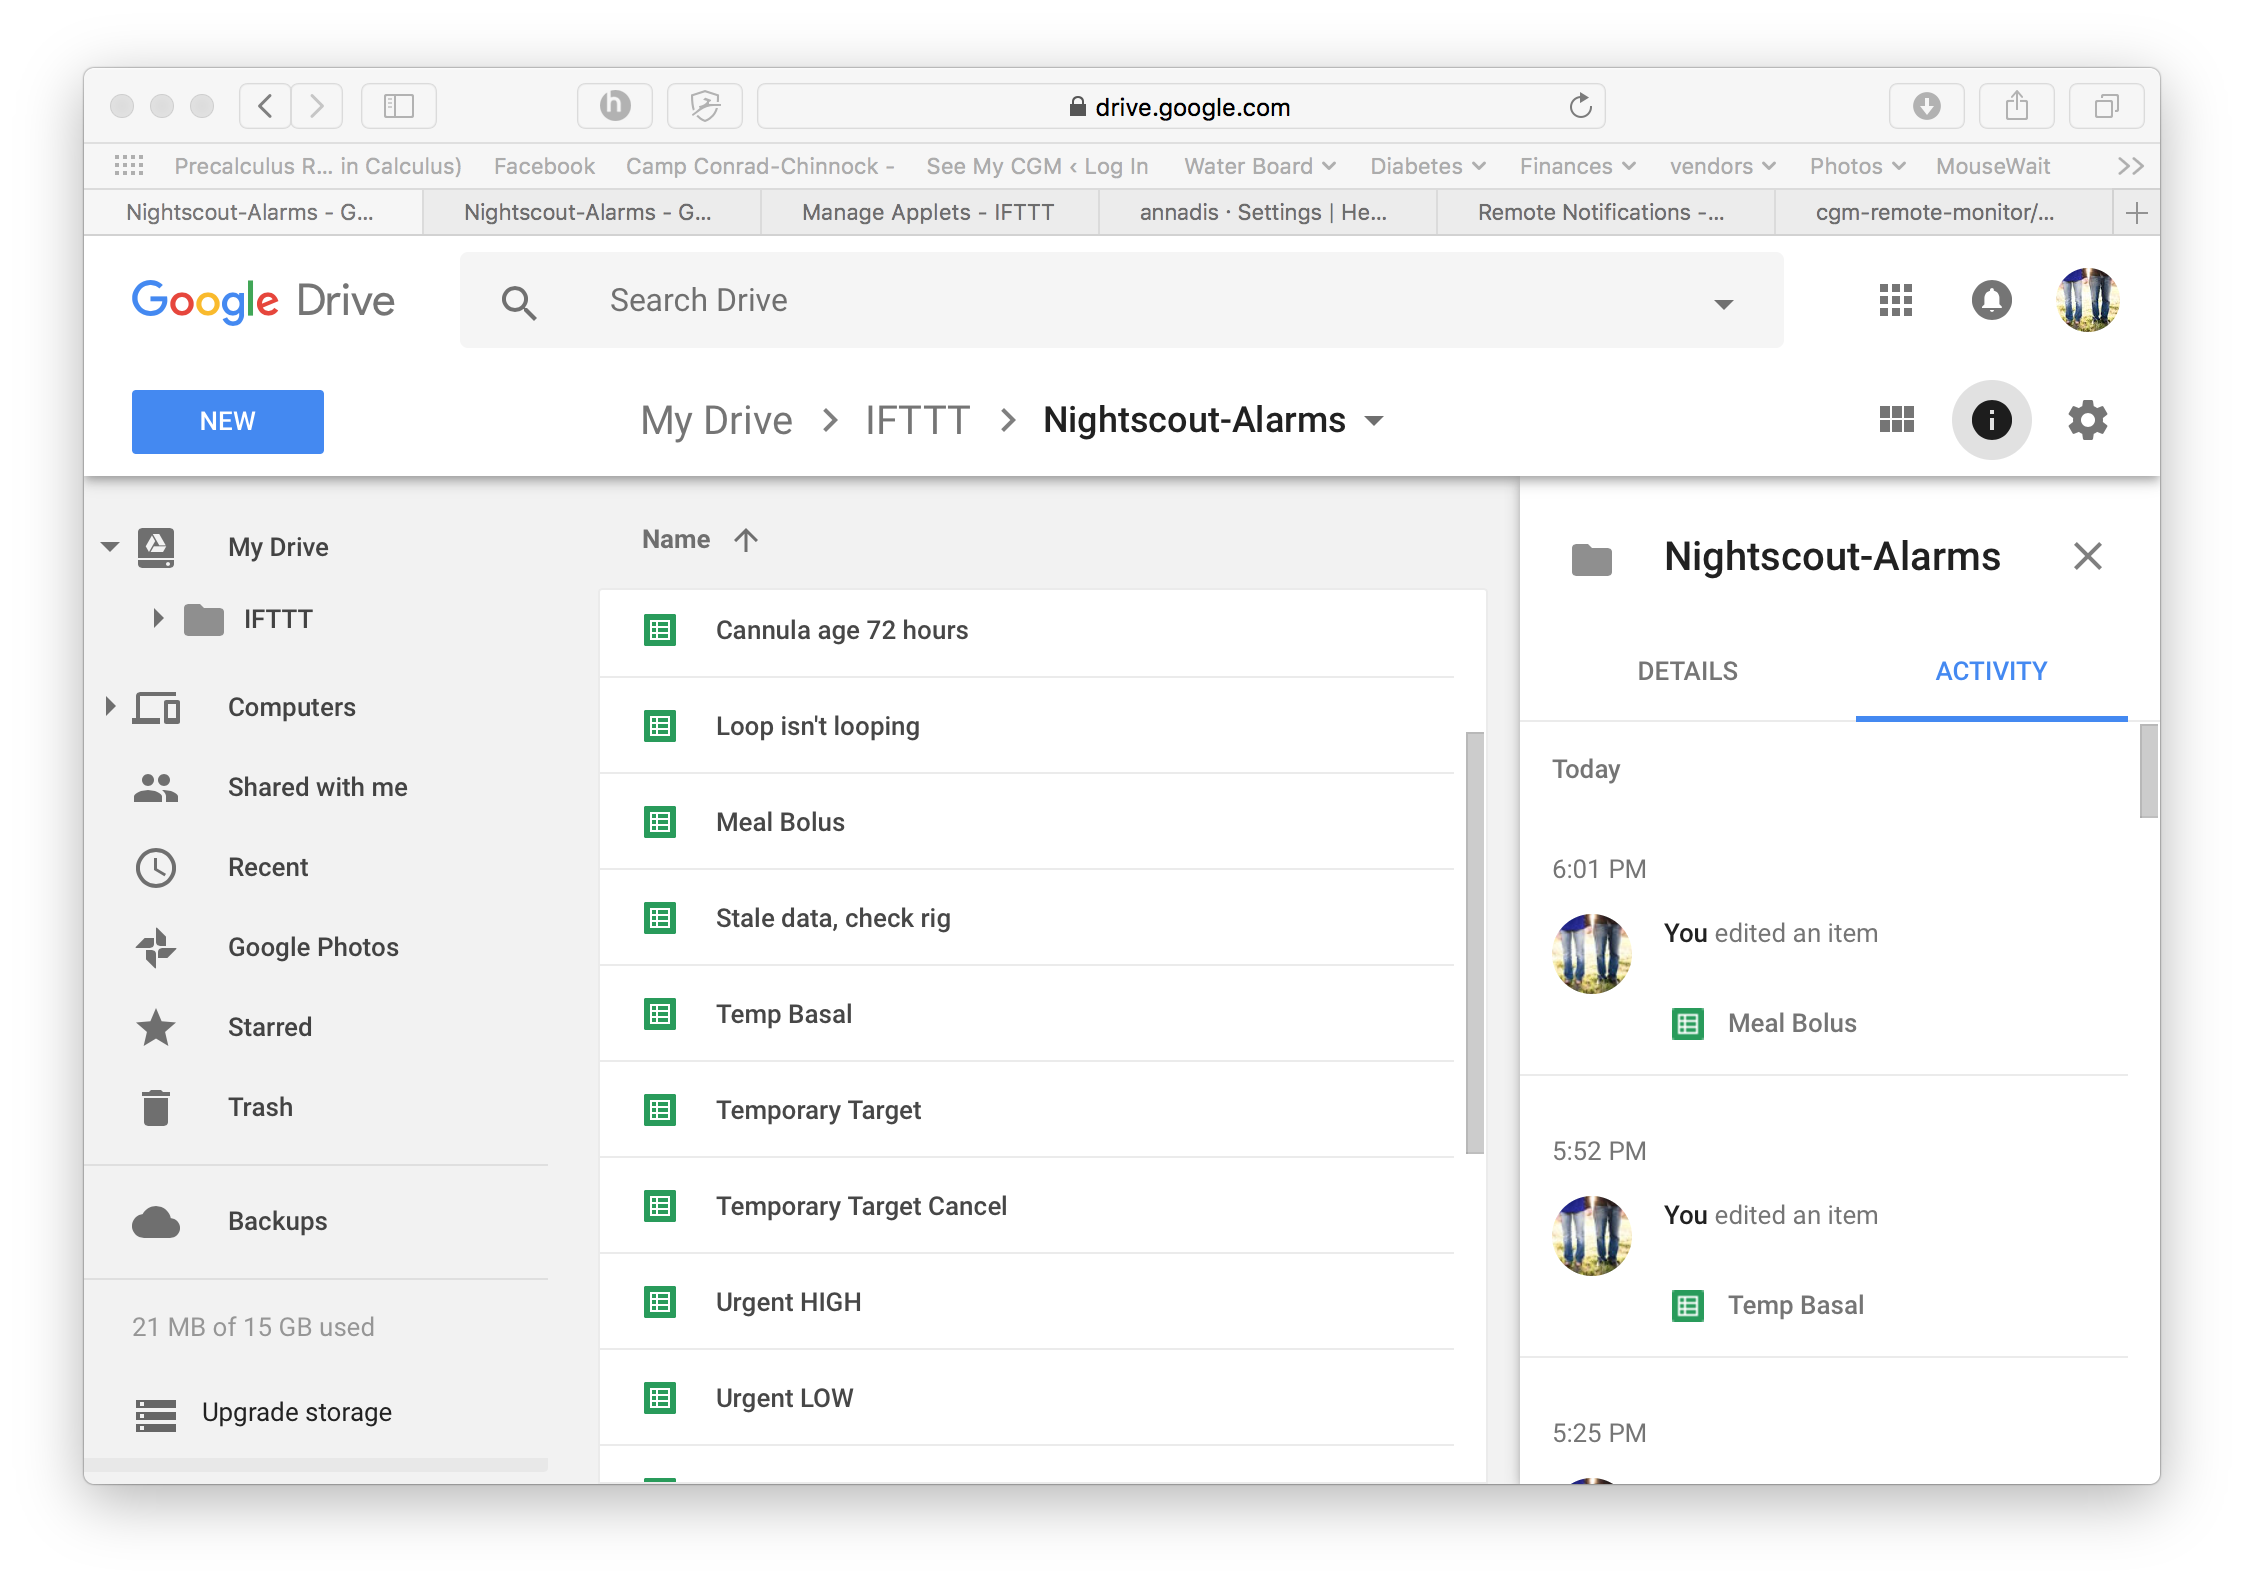 drive.google.com
Precalculus R... in Calculus) Facebook Camp Conrad-Chinnock - See My CGM ‹ Log In Water Board Diabetes Finances vendors Photos MouseWait
Nightscout-Alarms - G... Nightscout-Alarms - G... Manage Applets - IFTTT annadis · Settings | He... Remote Notifications -... cgm-remote-monitor/...
Google Drive
Search Drive
NEW
My Drive > IFTTT > Nightscout-Alarms
My Drive
IFTTT
Computers
Shared with me
Recent
Google Photos
Starred
Trash
Backups
21 MB of 15 GB used
Upgrade storage
Name
Cannula age 72 hours
Loop isn't looping
Meal Bolus
Stale data, check rig
Temp Basal
Temporary Target
Temporary Target Cancel
Urgent HIGH
Urgent LOW
Nightscout-Alarms
DETAILS ACTIVITY
Today
6:01 PM
You edited an item
Meal Bolus
5:52 PM
You edited an item
Temp Basal
5:25 PM